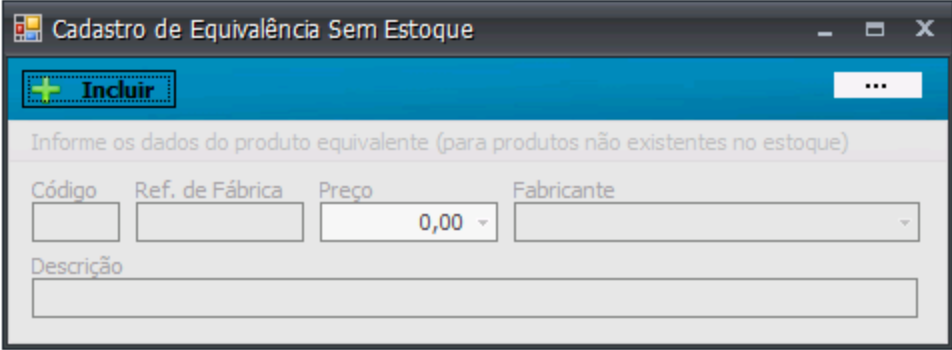 Cadastro de Equivalência Sem Estoque
Incluir ...
Informe os dados do produto equivalente (para produtos não existentes no estoque)
Código Ref. de Fábrica Preço Fabricante
0,00
Descrição